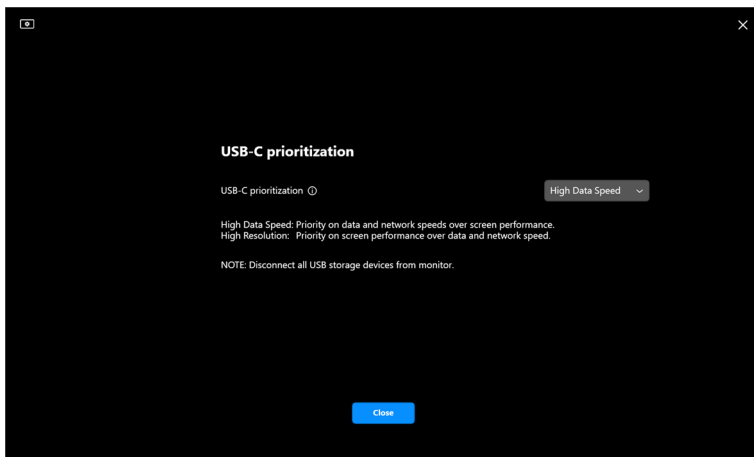 USB-C prioritization
USB-C prioritization
High Data Speed
High Data Speed: Priority on data and network speeds over screen performance.
High Resolution: Priority on screen performance over data and network speed.
NOTE: Disconnect all USB storage devices from monitor.
Close